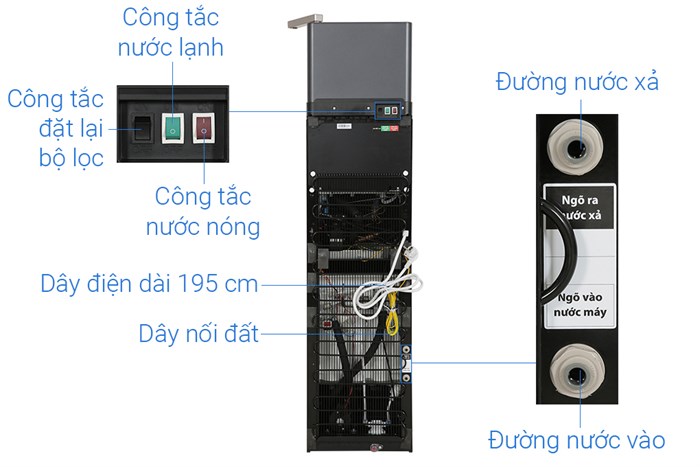 Công tắc
nước lạnh
Công tắc
đặt lại
bộ lọc
Công tắc
nước nóng
Dây điện dài 195 cm
Dây nối đất
Đường nước xả
Ngõ ra
nước xả
Ngõ vào
nước máy
Đường nước vào